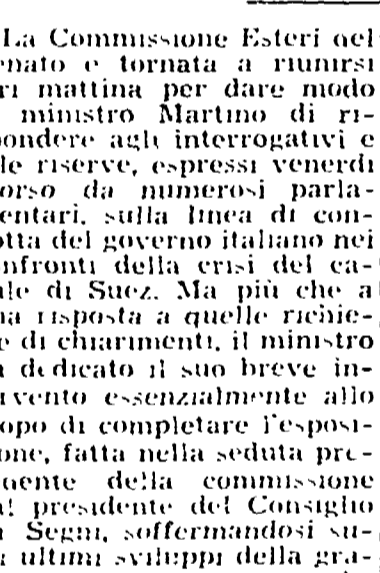 La Commissione Esteri del
enato e tornata a riunirsi
ri mattina per dare modo
ministro Martino di ri-
pondere agli interrogativi e
le riserve, espressi venerdi
orso da numerosi parla-
entari, sulla linea di con-
otta del governo italiano nei
nfronti della crisi del ca-
ale di Suez. Ma più che a
na risposta a quelle richie-
e di chiarimenti, il ministro
a dedicato il suo breve in-
rvento essenzialmente allo
opo di completare l'esposi-
one, fatta nella seduta pre-
dente della commissione
al presidente del Consiglio
n Segni, soffermandosi su-
i ultimi sviluppi della gra-